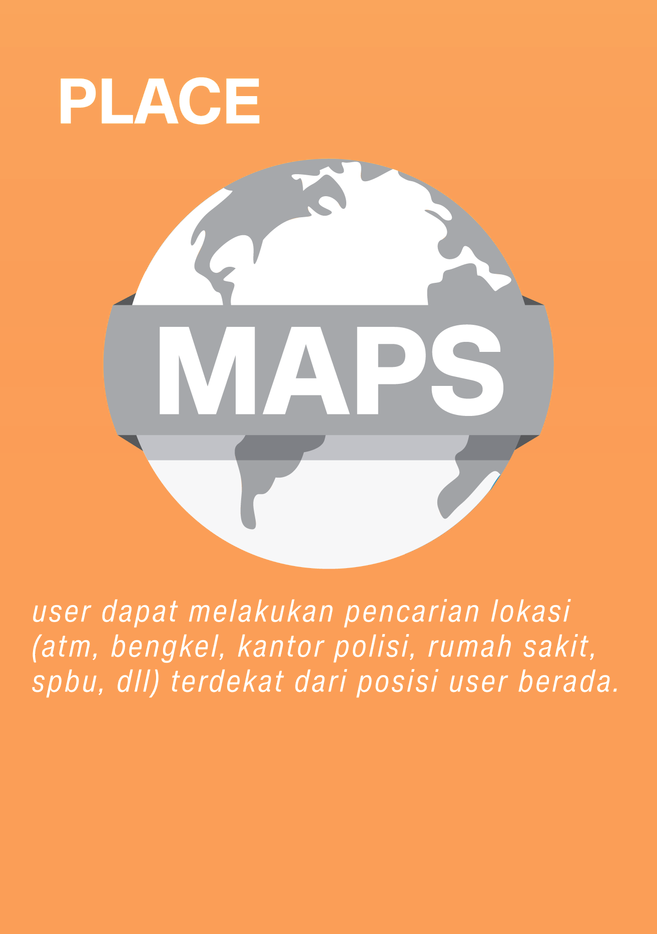 PLACE
MAPS
user dapat melakukan pencarian lokasi
(atm, bengkel, kantor polisi, rumah sakit,
spbu, dll) terdekat dari posisi user berada.